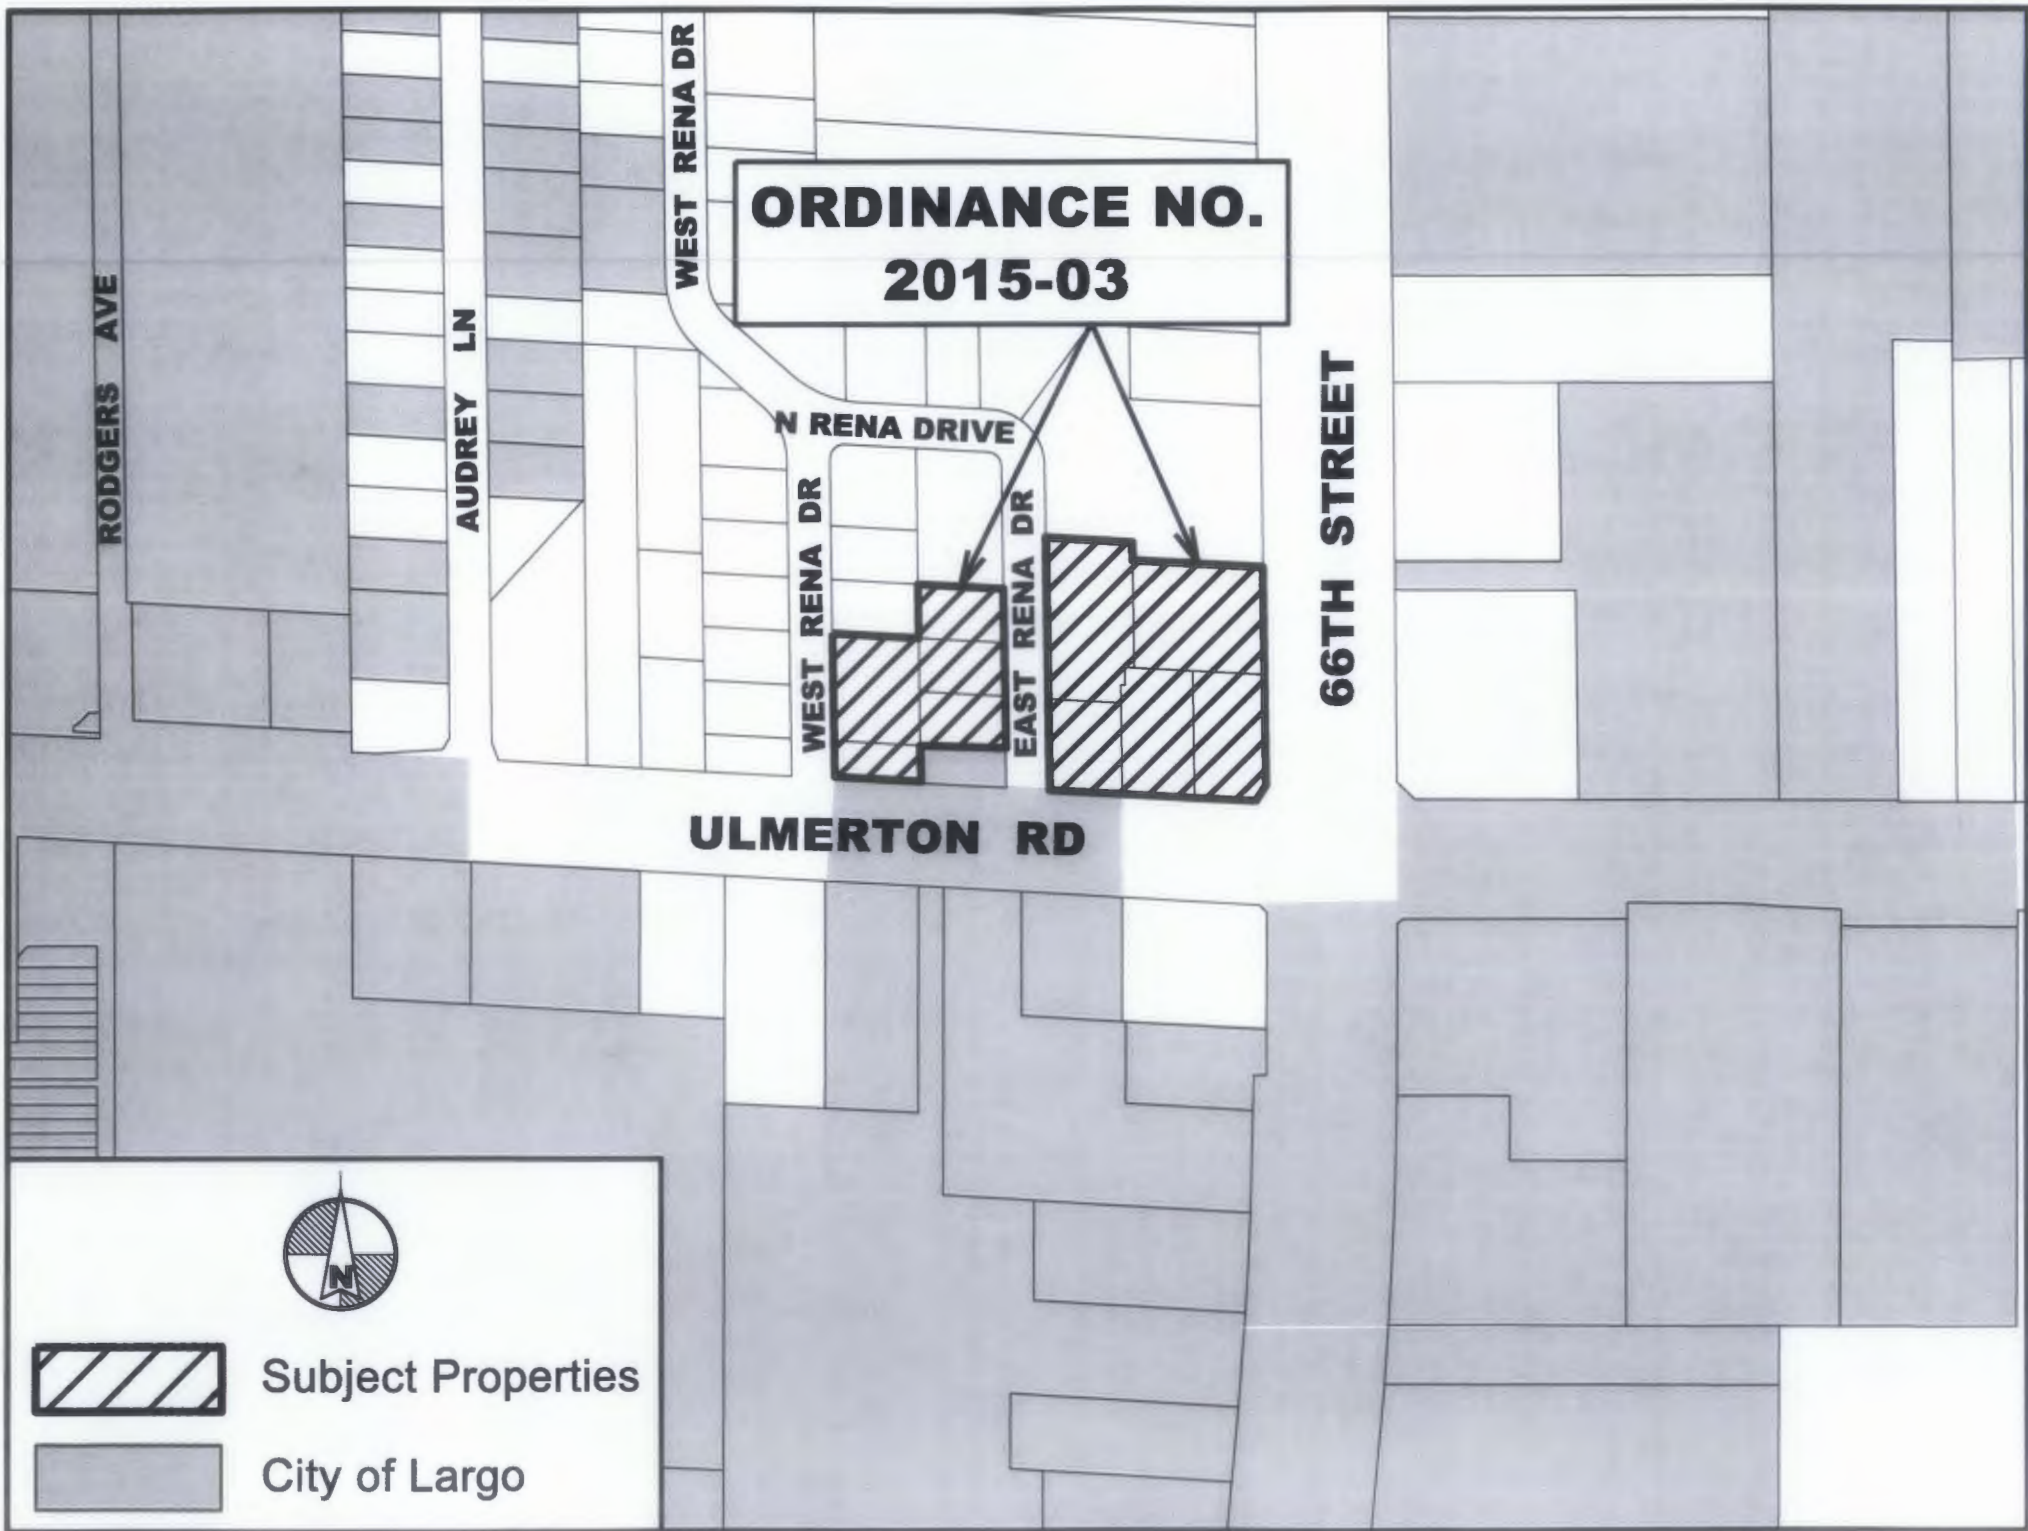 WEST RENA DR
ORDINANCE NO.
2015-03
RODGERS AVE
AUDREY LN
N RENA DRIVE
WEST RENA DR
EAST RENA DR
66TH STREET
ULMERTON RD
N
Subject Properties
City of Largo